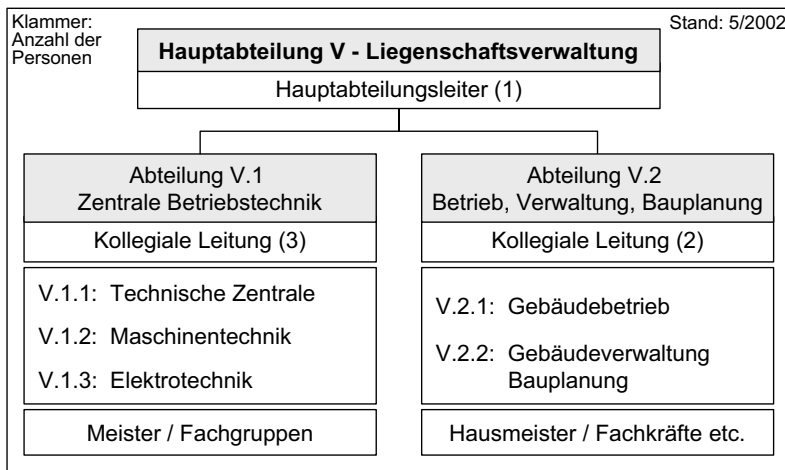 Klammer:
Anzahl der
Personen
Stand: 5/2002
Hauptabteilung V - Liegenschaftsverwaltung
Hauptabteilungsleiter (1)
Abteilung V.1
Zentrale Betriebstechnik
Kollegiale Leitung (3)
V.1.1: Technische Zentrale
V.1.2: Maschinentechnik
V.1.3: Elektrotechnik
Meister / Fachgruppen
Abteilung V.2
Betrieb, Verwaltung, Bauplanung
Kollegiale Leitung (2)
V.2.1: Gebäudebetrieb
V.2.2: Gebäudeverwaltung
Bauplanung
Hausmeister / Fachkräfte etc.